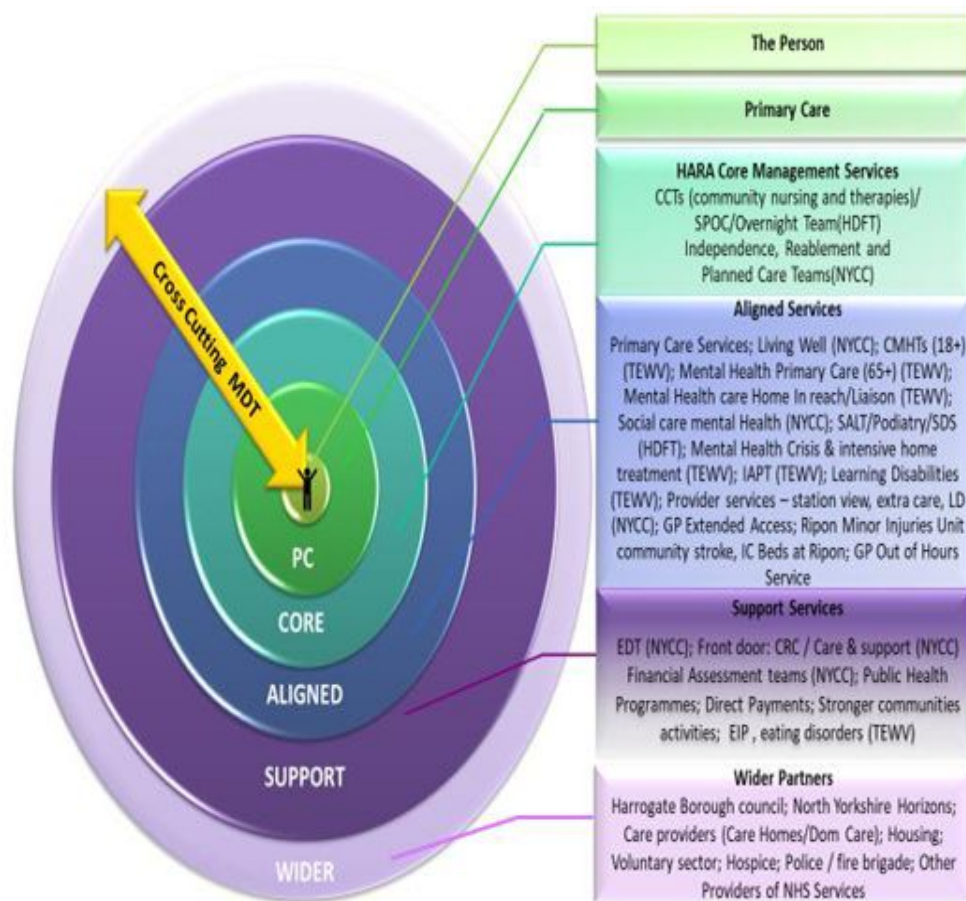 The Person
Primary Care
HARA Core Management Services
CCTs (community nursing and therapies)/
SPOC/Overnight Team(HDFT)
Independence, Reablement and
Planned Care Teams(NYCC)
Aligned Services
Primary Care Services; Living Well (NYCC); CMHTs (18+)
(TEWV); Mental Health Primary Care (65+) (TEWV);
Mental Health care Home In reach/Liaison (TEWV);
Social care mental Health (NYCC); SALT/Podiatry/SDS
(HDFT); Mental Health Crisis & intensive home
treatment (TEWV); IAPT (TEWV); Learning Disabilities
(TEWV); Provider services – station view, extra care, LD
(NYCC); GP Extended Access; Ripon Minor Injuries Unit
community stroke, IC Beds at Ripon; GP Out of Hours
Service
Support Services
EDT (NYCC); Front door: CRC / Care & support (NYCC)
Financial Assessment teams (NYCC); Public Health
Programmes; Direct Payments; Stronger communities
activities; EIP , eating disorders (TEWV)
Wider Partners
Harrogate Borough council; North Yorkshire Horizons;
Care providers (Care Homes/Dom Care); Housing;
Voluntary sector; Hospice; Police / fire brigade; Other
Providers of NHS Services
Cross Cutting MDT
PC
CORE
ALIGNED
SUPPORT
WIDER